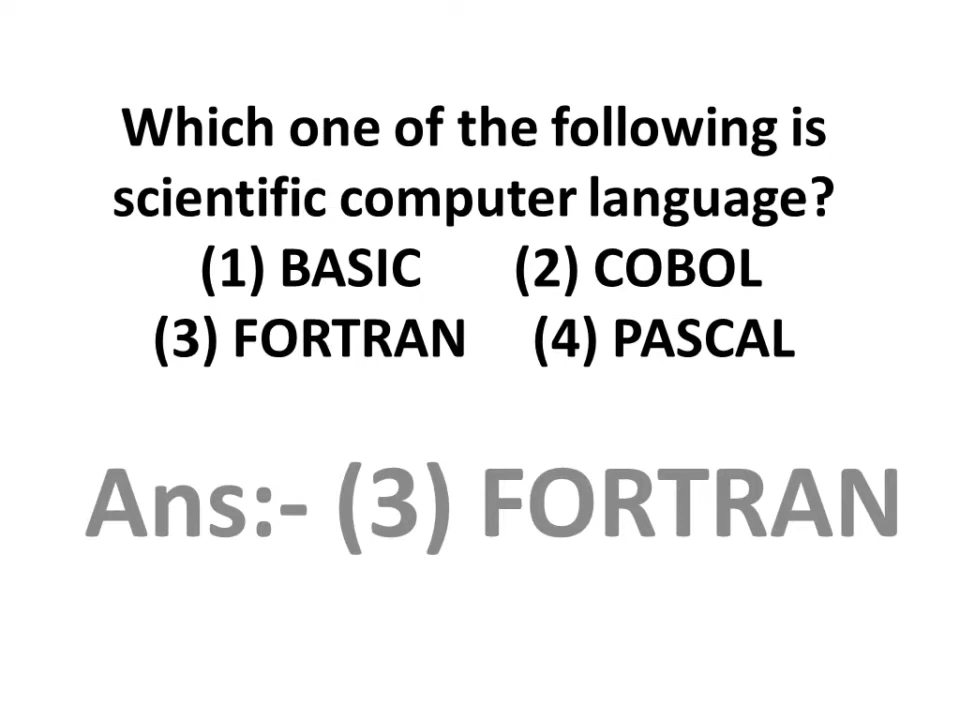 Which one of the following is
scientific computer language?
(1) BASIC (2) COBOL
(3) FORTRAN (4) PASCAL
Ans:- (3) FORTRAN